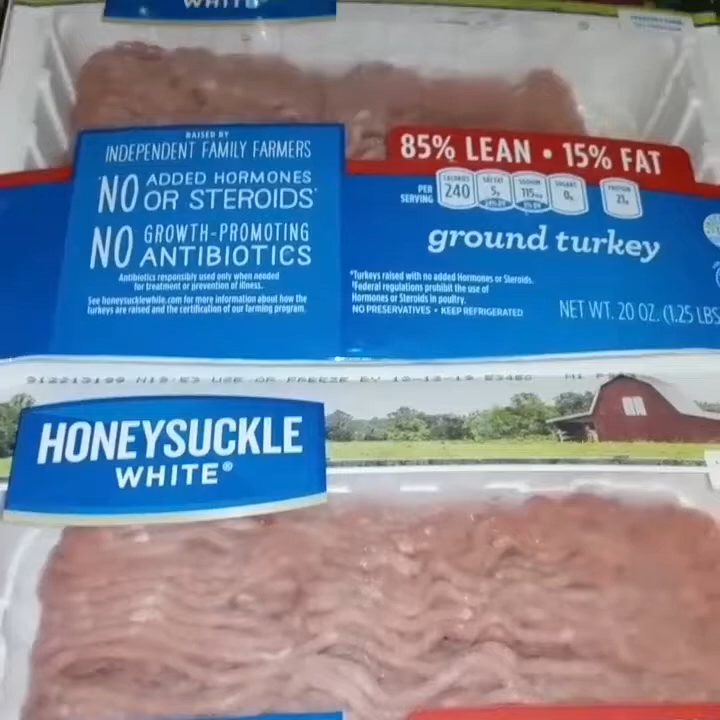 WHITE®
RAISED BY
INDEPENDENT FAMILY FARMERS
NO ADDED HORMONES
OR STEROIDS*
NO GROWTH-PROMOTING
ANTIBIOTICS
Antibiotics responsibly used only when needed
for treatment or prevention of illness.
See honeysucklewhite.com for more information about how the
turkeys are raised and the certification of our farming program.
85% LEAN • 15% FAT
PER
SERVING
CALORIES
240
SAT FAT
5g
SODIUM
115mg
SUGARS
0g
PROTEIN
21g
ground turkey
*Turkeys raised with no added Hormones or Steroids.
*Federal regulations prohibit the use of
Hormones or Steroids in poultry.
NO PRESERVATIVES • KEEP REFRIGERATED
NET WT. 20 OZ. (1.25 LBS
USE OR FREEZE BY
HONEYSUCKLE
WHITE®